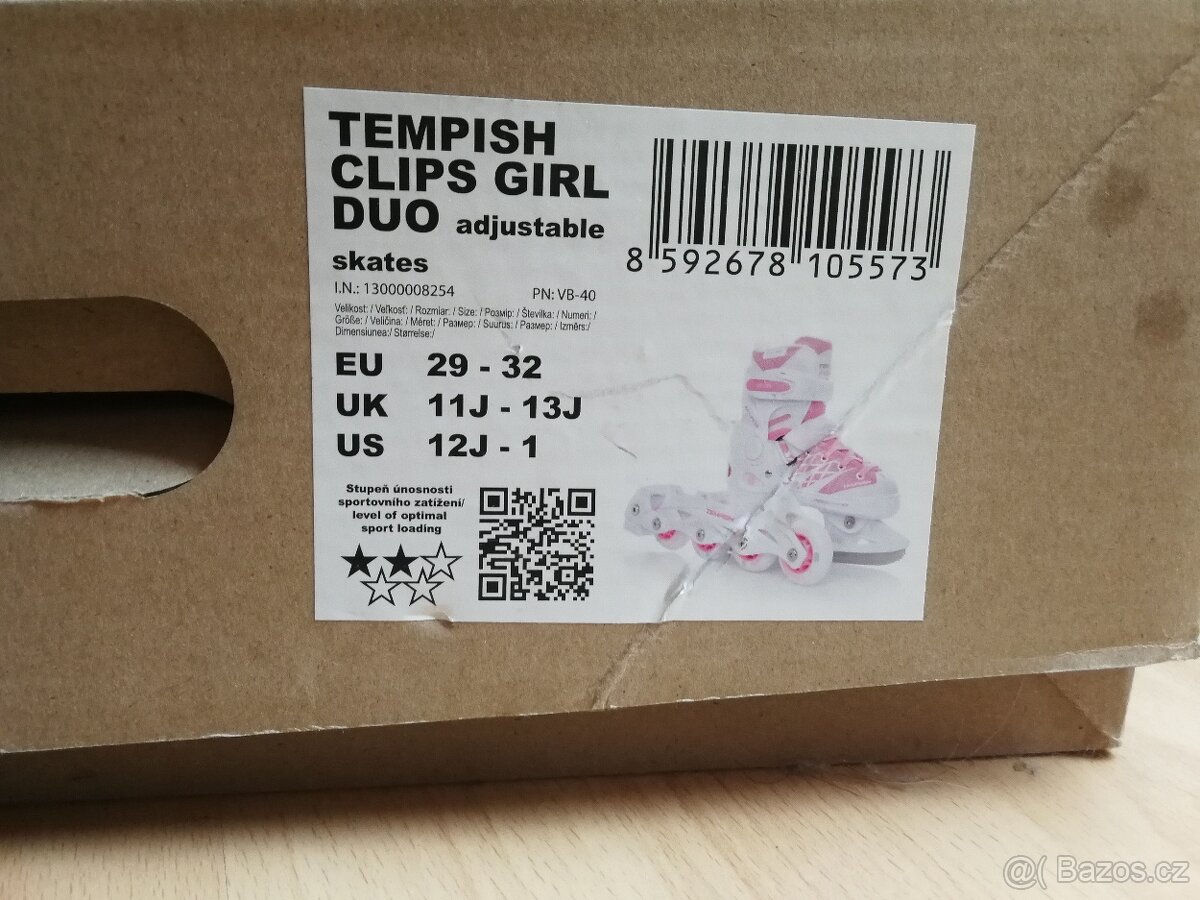 TEMPISH
CLIPS GIRL
DUO adjustable
skates
I.N.: 13000008254 PN: VB-40
Velikost: / Veľkosť: / Rozmiar: / Size: / Розмір: / Številka: / Numeri: /
Größe: / Veličina: / Méret: / Размер: / Suurus: / Размер: / Izmērs:/
Dimensiunea:/ Størrelse:/
EU 29 - 32
UK 11J - 13J
US 12J - 1
Stupeň únosnosti
sportovního zatížení/
level of optimal
sport loading
8 592678 105573
@( Bazos.cz